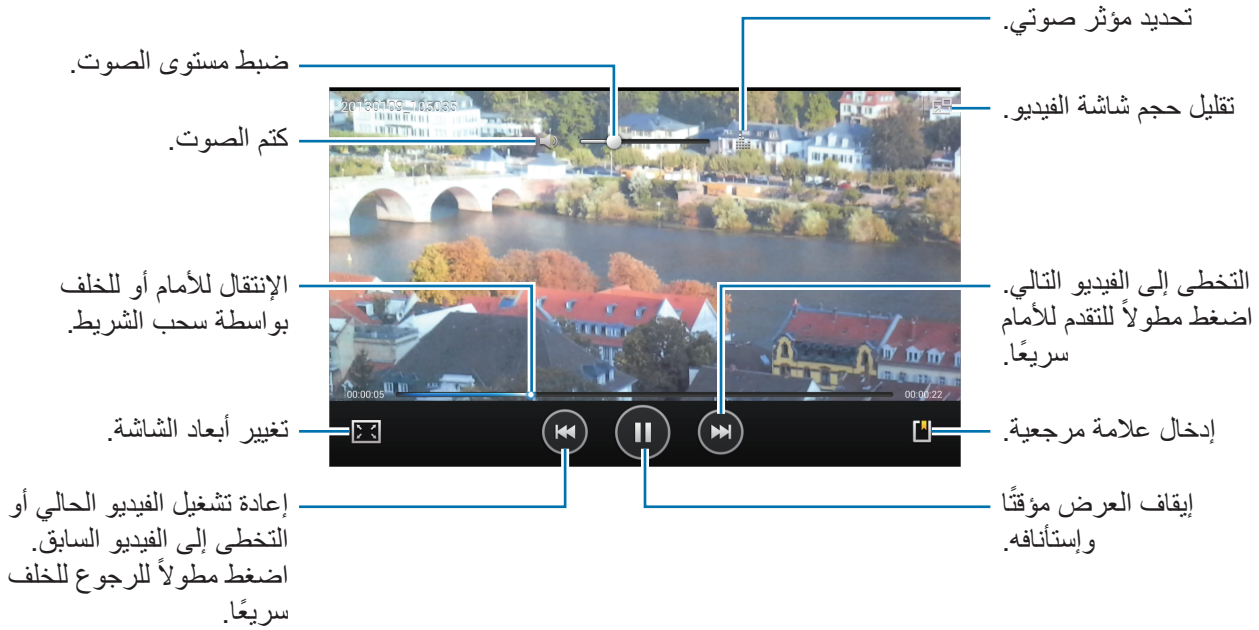 تحديد مؤثر صوتي.
ضبط مستوى الصوت.
20130109_105035
تقليل حجم شاشة الفيديو.
كتم الصوت.
التخطى إلى الفيديو التالي.
اضغط مطولاً للتقدم للأمام
سريعًا.
الإنتقال للأمام أو للخلف
بواسطة سحب الشريط.
00:00:05
00:00:22
إدخال علامة مرجعية.
تغيير أبعاد الشاشة.
إيقاف العرض مؤقتًا
وإستأنافه.
إعادة تشغيل الفيديو الحالي أو
التخطى إلى الفيديو السابق.
اضغط مطولاً للرجوع للخلف
سريعًا.